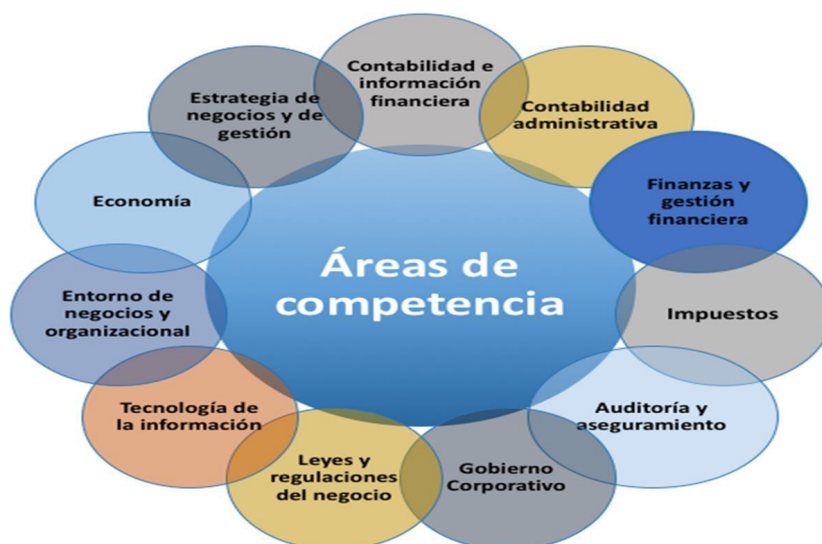 Áreas de
competencia
Contabilidad e
información
financiera
Contabilidad
administrativa
Finanzas y
gestión
financiera
Impuestos
Auditoría y
aseguramiento
Gobierno
Corporativo
Leyes y
regulaciones
del negocio
Tecnología de
la información
Entorno de
negocios y
organizacional
Economía
Estrategia de
negocios y de
gestión